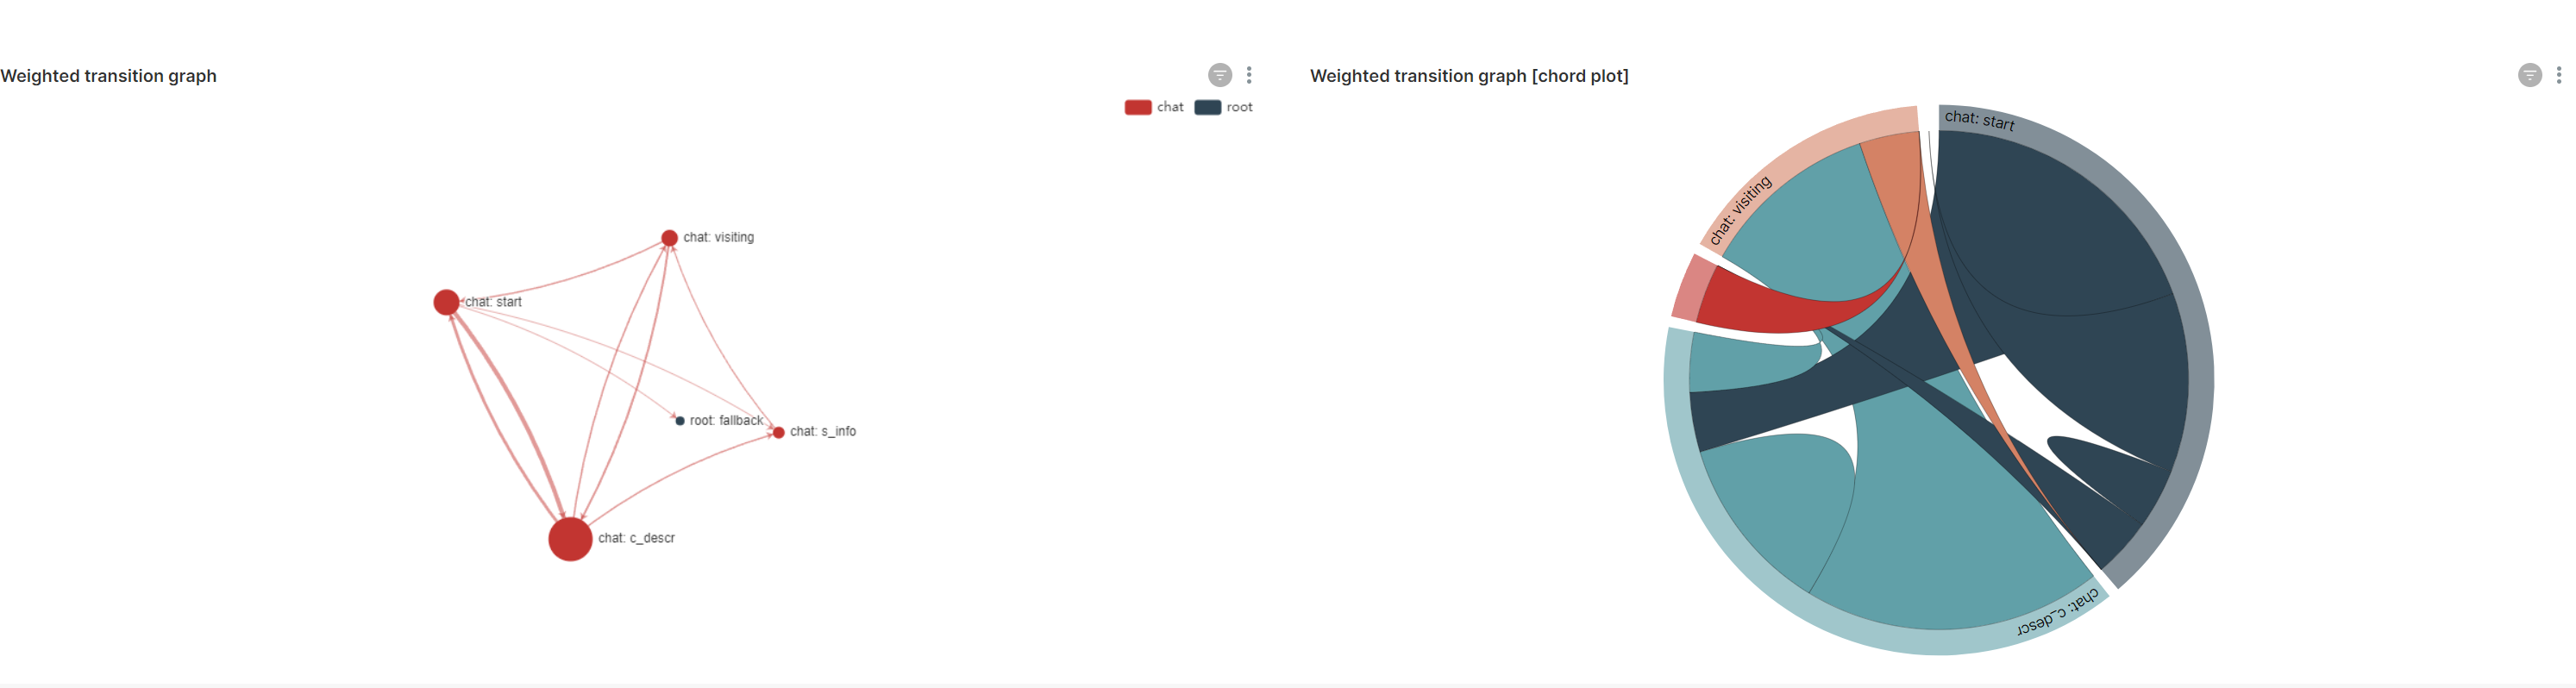 Weighted transition graph
chat root
chat: visiting
chat: start
root: fallback
chat: s_info
chat: c_descr
Weighted transition graph [chord plot]
chat: start
chat: visiting
chat: c_descr